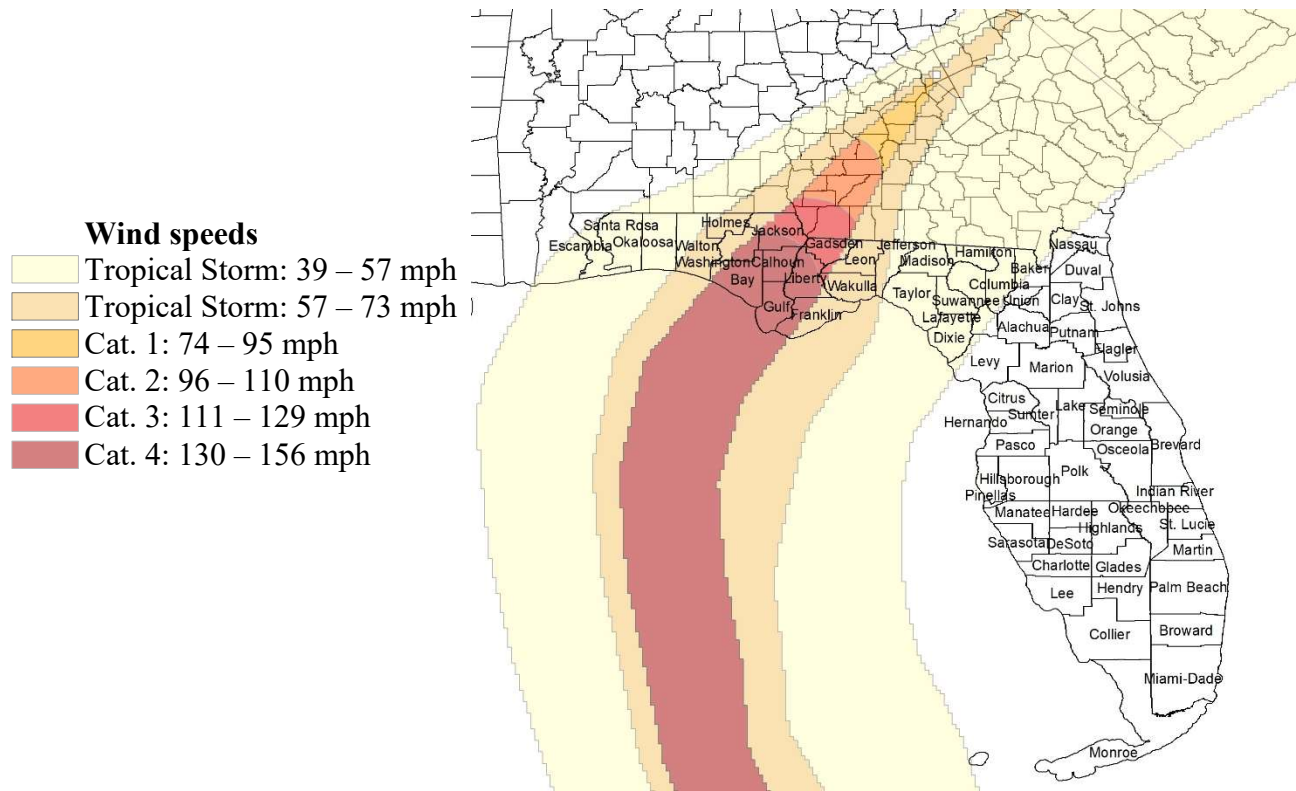 Wind speeds
Tropical Storm: 39 – 57 mph
Tropical Storm: 57 – 73 mph
Cat. 1: 74 – 95 mph
Cat. 2: 96 – 110 mph
Cat. 3: 111 – 129 mph
Cat. 4: 130 – 156 mph
Santa Rosa
Holmes
Escambia
Okaloosa
Walton
Jackson
Washington
Gadsden
Jefferson
Leon
Madison
Hamilton
Nassau
Baker
Duval
Calhoun
Bay
Liberty
Wakulla
Taylor
Columbia
Suwannee
Union
Clay
St. Johns
Gulf
Franklin
Lafayette
Alachua
Putnam
Dixie
Flagler
Levy
Marion
Volusia
Citrus
Sumter
Lake
Seminole
Hernando
Orange
Pasco
Osceola
Brevard
Polk
Hillsborough
Pinellas
Indian River
Manatee
Hardee
Okeechobee
Highlands
St. Lucie
Sarasota
DeSoto
Martin
Charlotte
Glades
Lee
Hendry
Palm Beach
Collier
Broward
Miami-Dade
Monroe